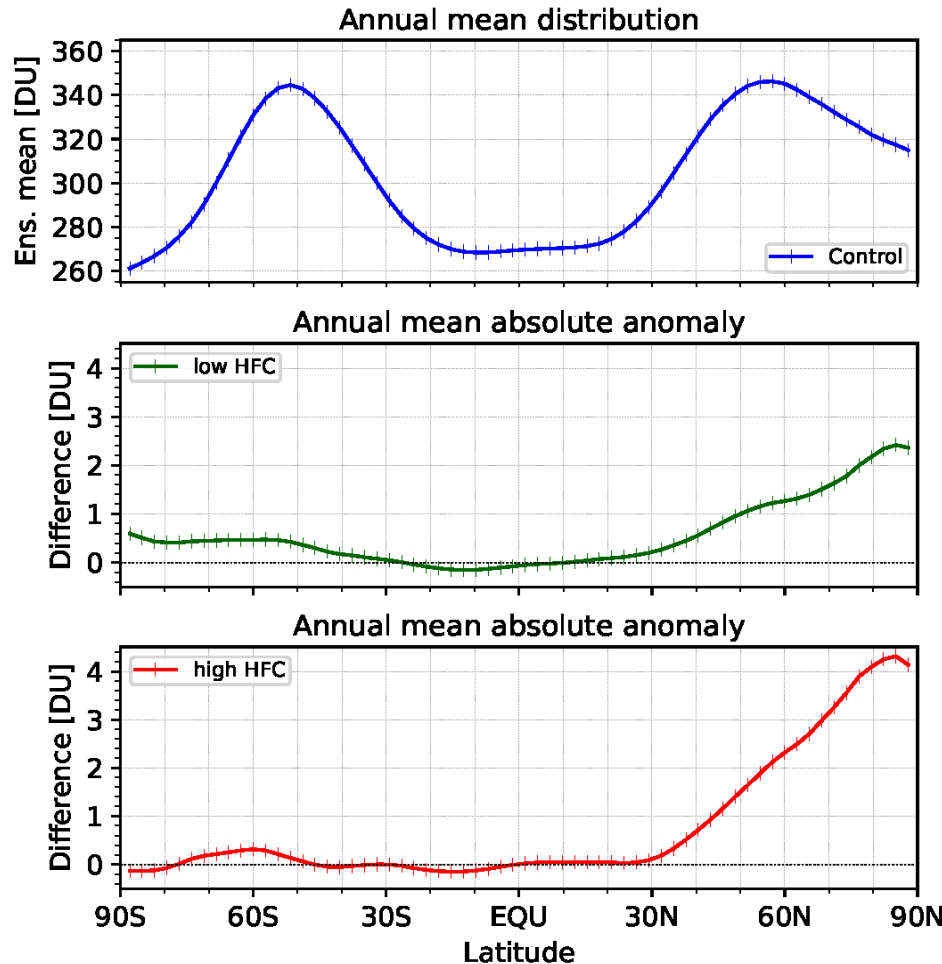 Annual mean distribution
Ens. mean [DU]
360
340
320
300
280
260
Control
Annual mean absolute anomaly
Difference [DU]
4
3
2
1
0
low HFC
Annual mean absolute anomaly
Difference [DU]
4
3
2
1
0
high HFC
90S 60S 30S EQU 30N 60N 90N
Latitude